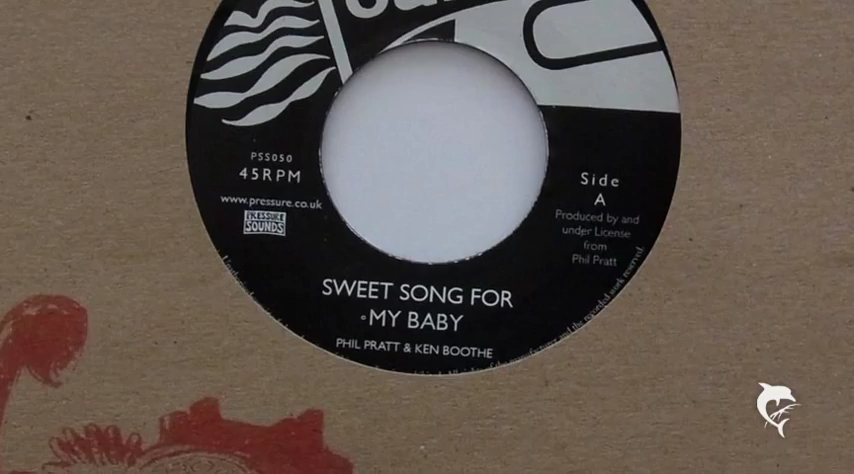 PSS050
45RPM
www.pressure.co.uk
PRESSURE
SOUNDS
Side
A
Produced by and
under License
from
Phil Pratt
SWEET SONG FOR
MY BABY
PHIL PRATT & KEN BOOTHE